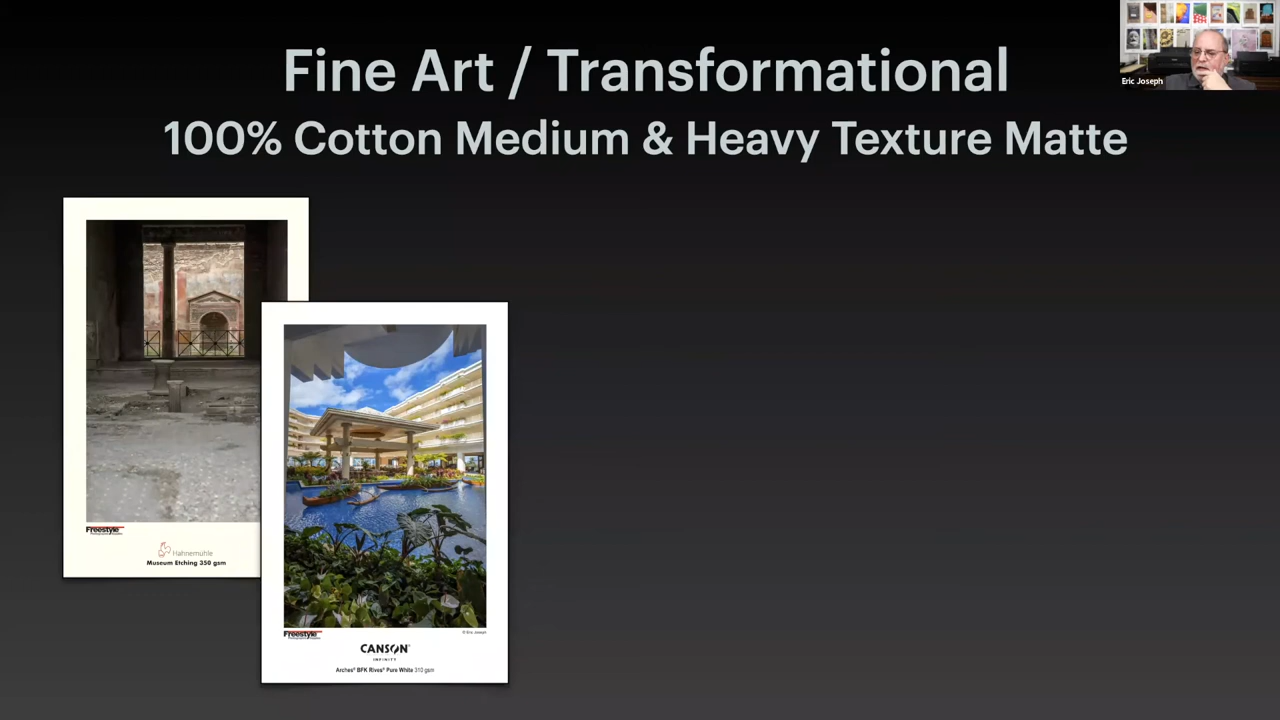 Fine Art / Transformational
100% Cotton Medium & Heavy Texture Matte
Eric Joseph
Freestyle
Hahnemühle
Museum Etching 350 gsm
Freestyle
© Eric Joseph
CANSON®
INFINITY
Arches® BFK Rives® Pure White 310 gsm